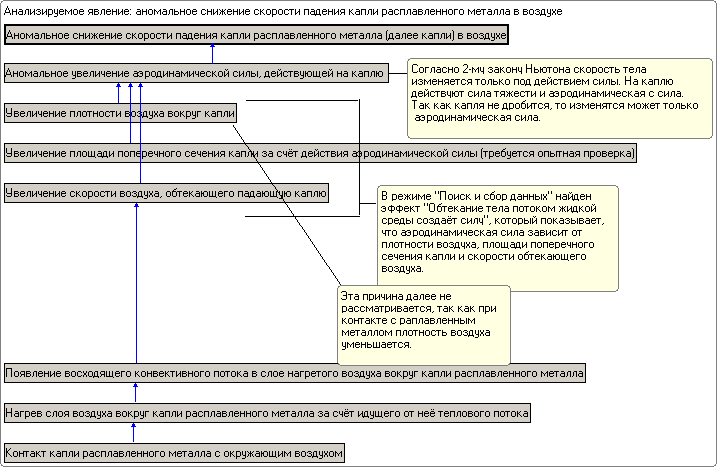 Анализируемое явление: аномальное снижение скорости падения капли расплавленного металла в воздухе
Аномальное снижение скорости падения капли расплавленного металла (далее капли) в воздухе
Аномальное увеличение аэродинамической силы, действующей на каплю
Согласно 2-му закону Ньютона скорость тела
изменяется только под действием силы. На каплю
действуют сила тяжести и аэродинамическая с сила.
Так как капля не дробится, то изменятся может только
аэродинамическая сила.
Увеличение плотности воздуха вокруг капли
Увеличение площади поперечного сечения капли за счёт действия аэродинамической силы (требуется опытная проверка)
Увеличение скорости воздуха, обтекающего падающую каплю
В режиме "Поиск и сбор данных" найден
эффект "Обтекание тела потоком жидкой
среды создаёт силу", который показывает,
что аэродинамическая сила зависит от
плотности воздуха, площади поперечного
сечения капли и скорости обтекающего
воздуха.
Эта причина далее не
рассматривается, так как при
контакте с раплавленным
металлом плотность воздуха
уменьшается.
Появление восходящего конвективного потока в слое нагретого воздуха вокруг капли расплавленного металла
Нагрев слоя воздуха вокруг капли расплавленного металла за счёт идущего от неё теплового потока
Контакт капли расплавленного металла с окружающим воздухом